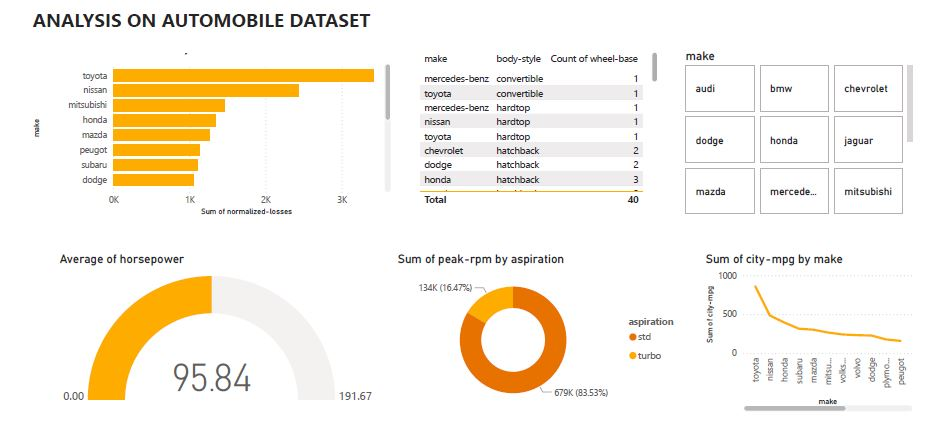 ANALYSIS ON AUTOMOBILE DATASET
make
toyota
nissan
mitsubishi
honda
mazda
peugot
subaru
dodge
0K 1K 2K 3K
Sum of normalized-losses
make body-style Count of wheel-base
mercedes-benz convertible 1
toyota convertible 1
mercedes-benz hardtop 1
nissan hardtop 1
toyota hardtop 1
chevrolet hatchback 2
dodge hatchback 2
honda hatchback 3
Total 40
make
audi bmw chevrolet
dodge honda jaguar
mazda mercede... mitsubishi
Average of horsepower
95.84
0.00 191.67
Sum of peak-rpm by aspiration
134K (16.47%)
679K (83.53%)
aspiration
std
turbo
Sum of city-mpg by make
Sum of city-mpg
1000
500
0
toyota nissan honda subaru mazda mitsu... volks... volvo dodge plymo... peugot
make